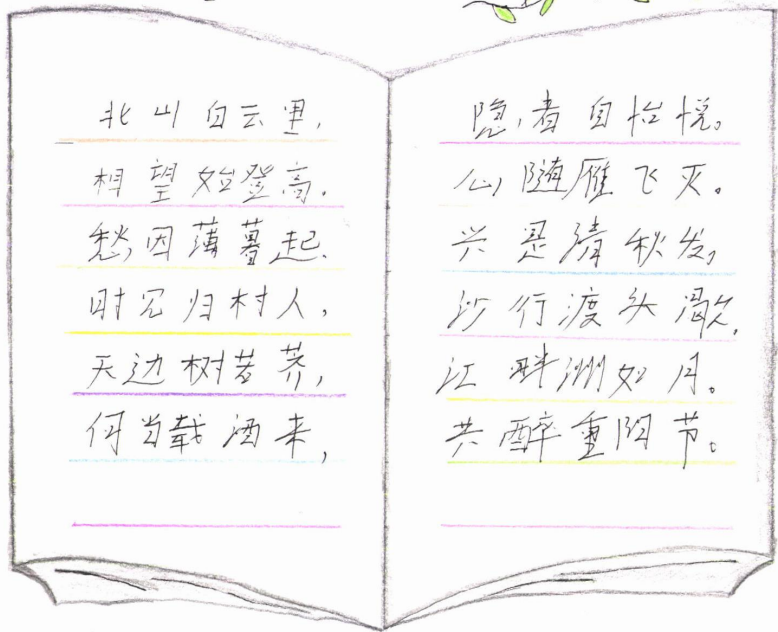 北山白云里,
隐者自怡悦。
相望始登高.
心随雁飞灭。
愁因薄暮起.
兴是清秋发,
时见归村人,
沙行渡头歇.
天边树若荠,
江畔洲如月。
何当载酒来,
共醉重阳节。